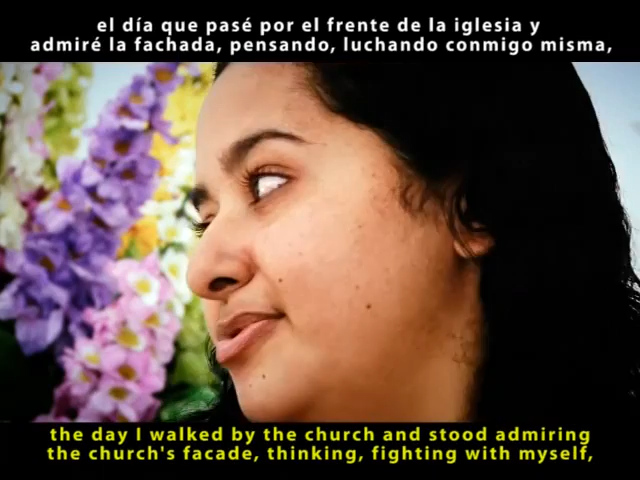 el día que pasé por el frente de la iglesia y
admiré la fachada, pensando, luchando conmigo misma,
the day I walked by the church and stood admiring
the church's facade, thinking, fighting with myself,